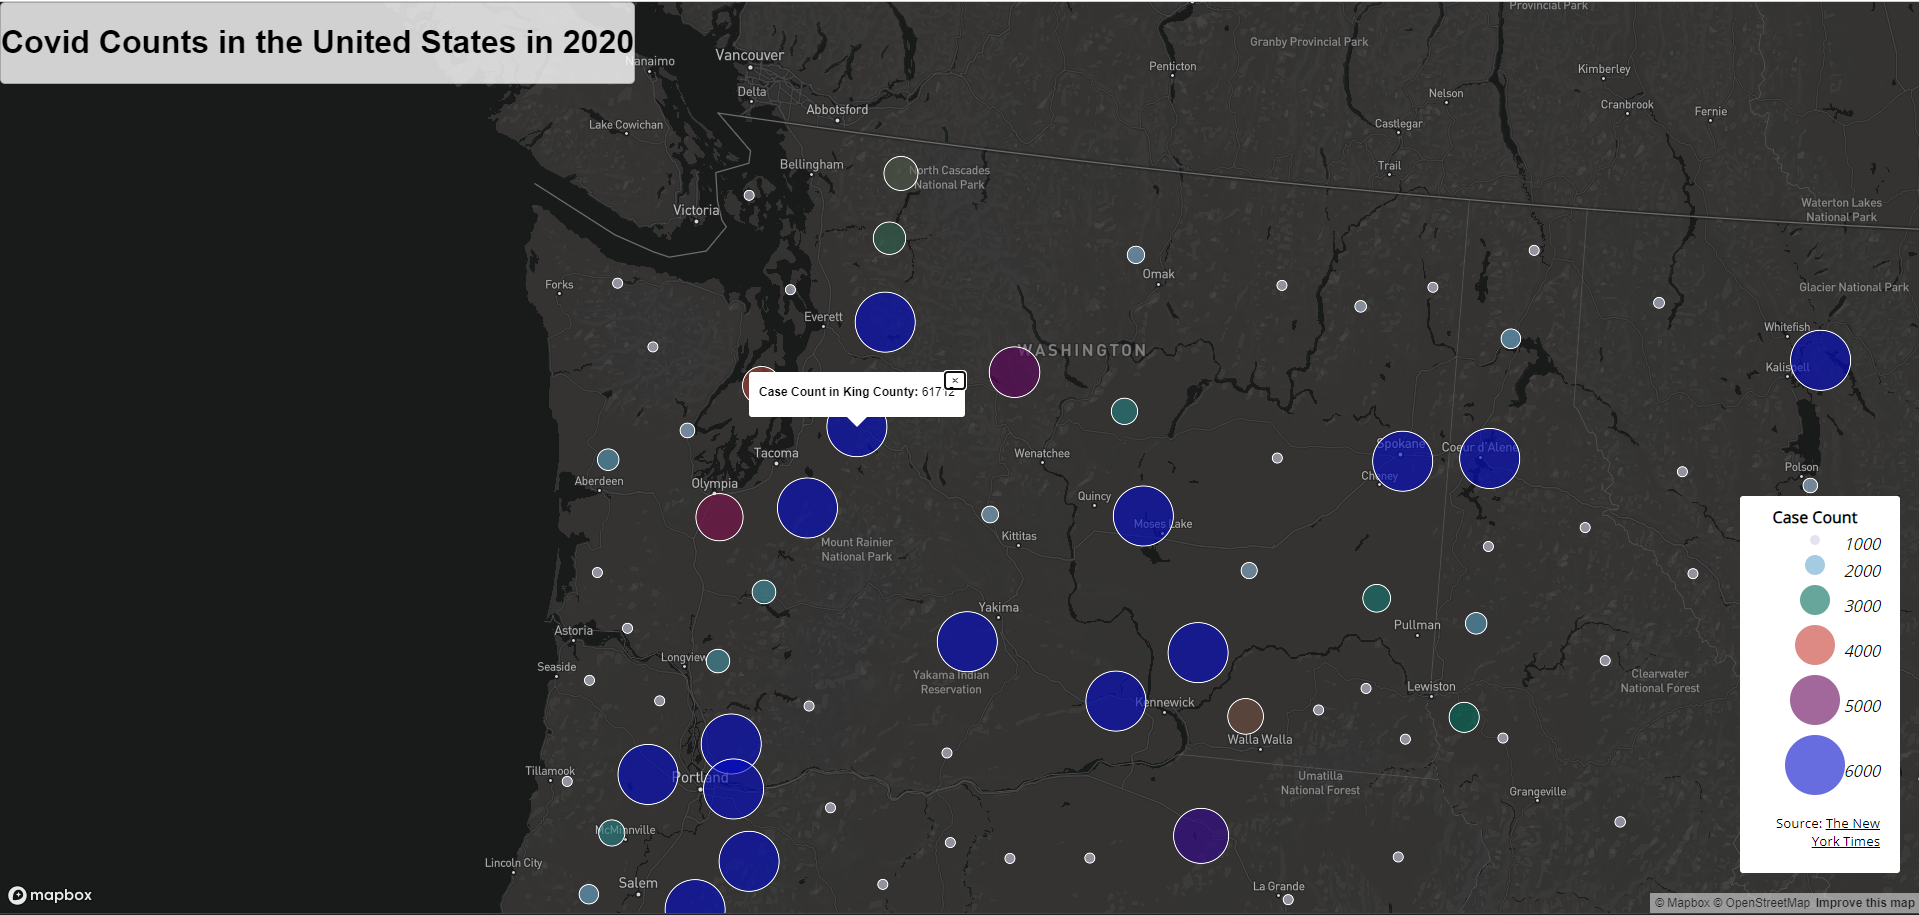 Covid Counts in the United States in 2020
Provincial Park
Granby Provincial Park
Vancouver
Nanaimo
Penticton
Kimberley
Delta
Nelson
Abbotsford
Cranbrook
Fernie
Lake Cowichan
Castlegar
Bellingham
Trail
North Cascades
National Park
Victoria
Waterton Lakes
National Park
Omak
Forks
Glacier National Park
Everett
Whitefish
WASHINGTON
Kalispell
Case Count in King County: 61712
×
Tacoma
Wenatchee
Spokane
Coeur d'Alene
Polson
Aberdeen
Olympia
Cheney
Quincy
Moses Lake
Kittitas
Mount Rainier
National Park
Yakima
Astoria
Pullman
Longview
Seaside
Yakama Indian
Reservation
Clearwater
National Forest
Lewiston
Kennewick
Walla Walla
Tillamook
Portland
Umatilla
National Forest
Grangeville
McMinnville
Lincoln City
Salem
La Grande
Case Count
1000
2000
3000
4000
5000
6000
Source: The New
York Times
mapbox
© Mapbox © OpenStreetMap Improve this map